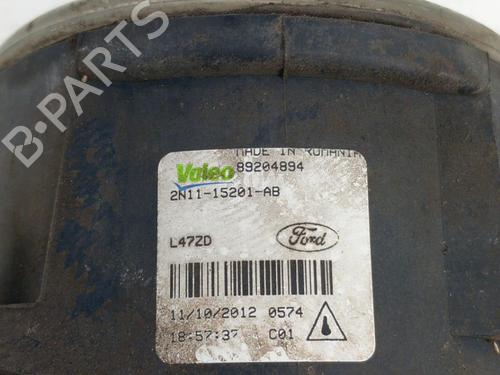 B-PARTS
MADE IN ROMANIA
Valeo 89204894
2N11-15201-AB
L47ZD Ford
11/10/2012 0574
18:57:37 C01